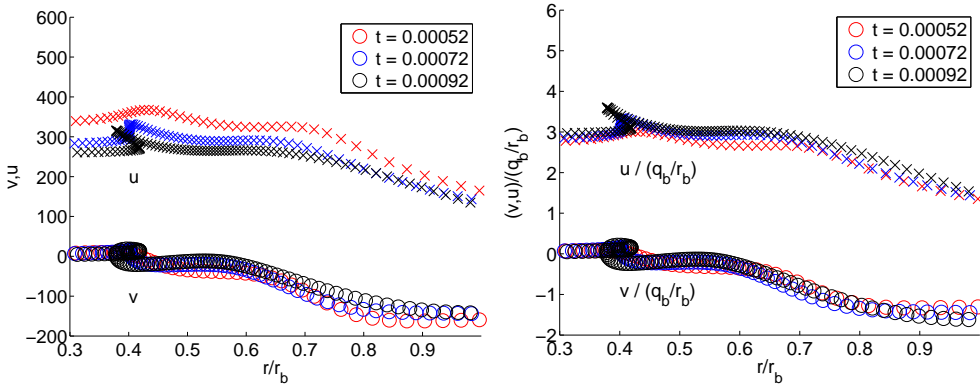 600
500
400
300
200
100
0
−100
−200
v,u
t = 0.00052
t = 0.00072
t = 0.00092
u
v
0.3 0.4 0.5 0.6 0.7 0.8 0.9
r/r_b
6
5
4
3
2
1
0
−1
−2
(v,u)/(q_b/r_b)
t = 0.00052
t = 0.00072
t = 0.00092
u / (q_b/r_b)
v / (q_b/r_b)
0.3 0.4 0.5 0.6 0.7 0.8 0.9
r/r_b